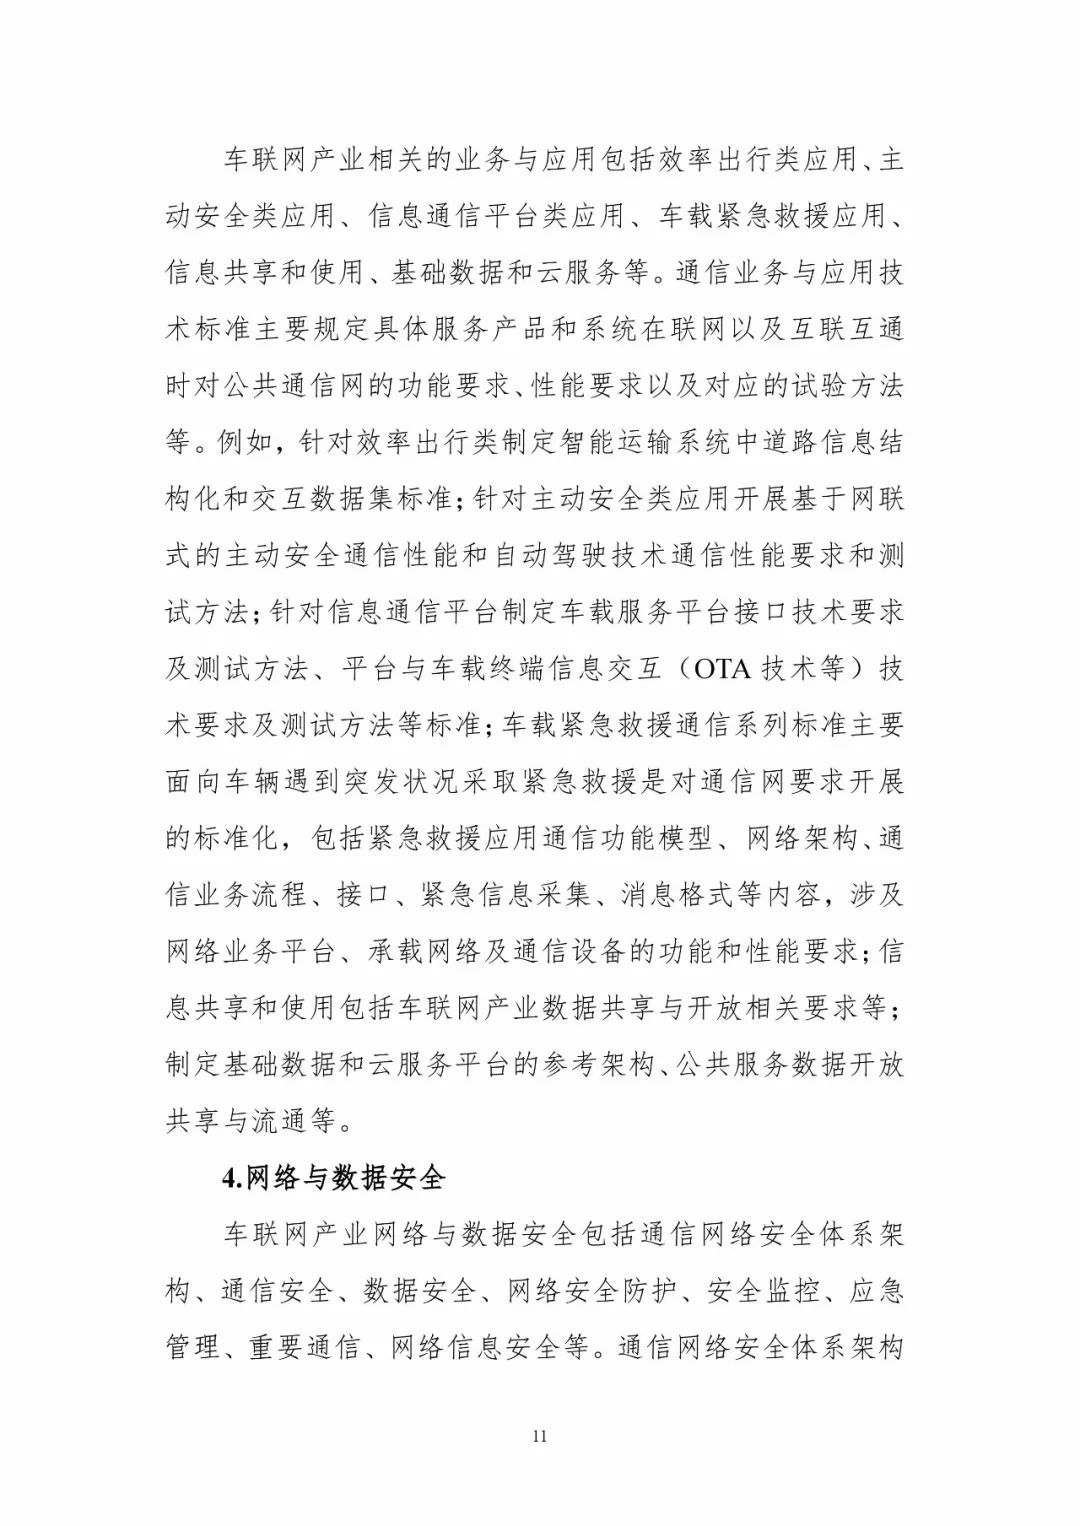 车联网产业相关的业务与应用包括效率出行类应用、主
动安全类应用、信息通信平台类应用、车载紧急救援应用、
信息共享和使用、基础数据和云服务等。通信业务与应用技
术标准主要规定具体服务产品和系统在联网以及互联互通
时对公共通信网的功能要求、性能要求以及对应的试验方法
等。例如，针对效率出行类制定智能运输系统中道路信息结
构化和交互数据集标准；针对主动安全类应用开展基于网联
式的主动安全通信性能和自动驾驶技术通信性能要求和测
试方法；针对信息通信平台制定车载服务平台接口技术要求
及测试方法、平台与车载终端信息交互（OTA 技术等）技
术要求及测试方法等标准；车载紧急救援通信系列标准主要
面向车辆遇到突发状况采取紧急救援是对通信网要求开展
的标准化，包括紧急救援应用通信功能模型、网络架构、通
信业务流程、接口、紧急信息采集、消息格式等内容，涉及
网络业务平台、承载网络及通信设备的功能和性能要求；信
息共享和使用包括车联网产业数据共享与开放相关要求等；
制定基础数据和云服务平台的参考架构、公共服务数据开放
共享与流通等。
4.网络与数据安全
车联网产业网络与数据安全包括通信网络安全体系架
构、通信安全、数据安全、网络安全防护、安全监控、应急
管理、重要通信、网络信息安全等。通信网络安全体系架构
11